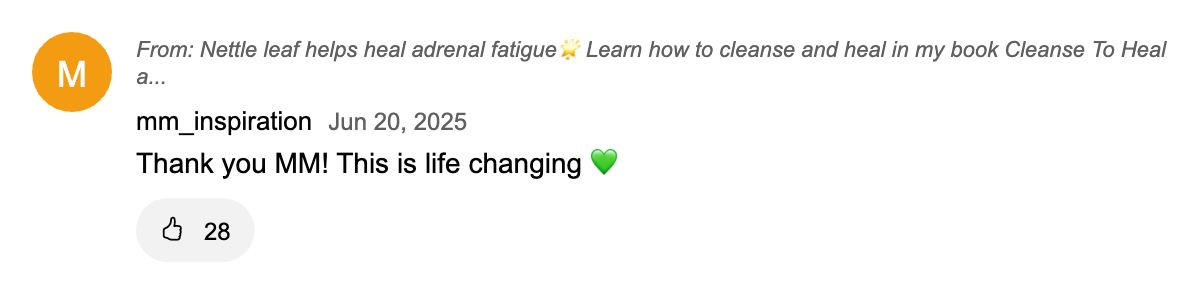 M
From: Nettle leaf helps heal adrenal fatigue🌟 Learn how to cleanse and heal in my book Cleanse To Heal
a...
mm_inspiration Jun 20, 2025
Thank you MM! This is life changing 💚
28